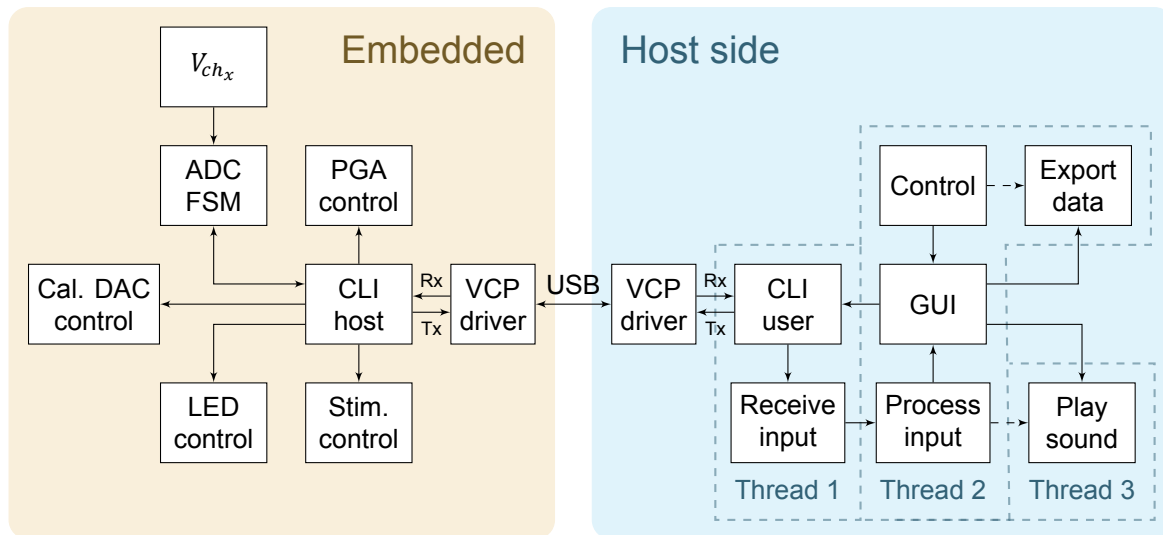 Embedded
Host side
V_{ch_x}
ADC
FSM
PGA
control
Control
Export
data
Cal. DAC
control
CLI
host
Rx
Tx
VCP
driver
USB
VCP
driver
Rx
Tx
CLI
user
GUI
LED
control
Stim.
control
Receive
input
Process
input
Play
sound
Thread 1
Thread 2
Thread 3